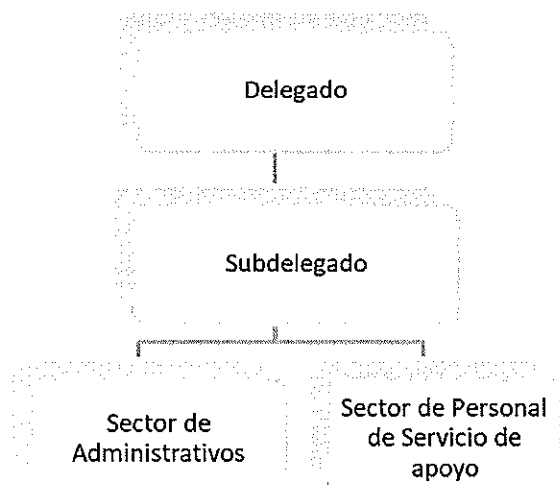 Delegado
Subdelegado
Sector de
Administrativos
Sector de Personal
de Servicio de
apoyo